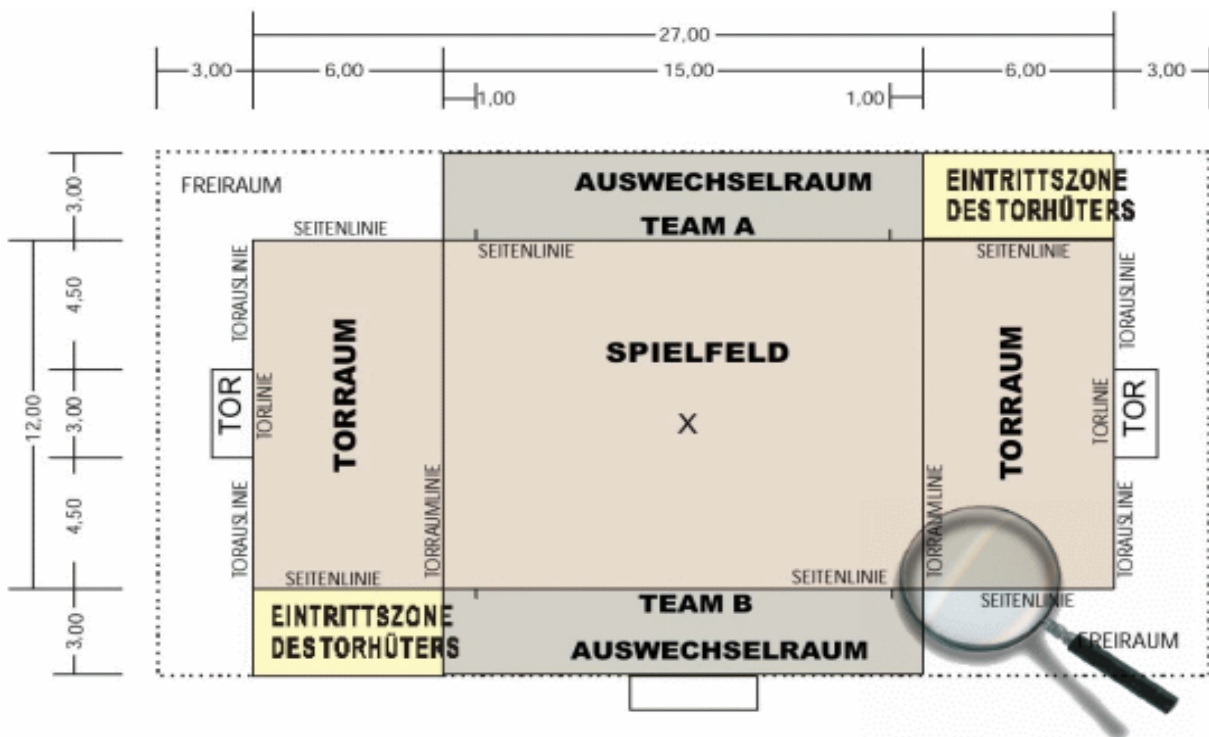 27,00
3,00
6,00
15,00
6,00
3,00
1,00
1,00
3,00
12,00
4,50
3,00
4,50
3.00
FREIRAUM
AUSWECHSELRAUM
TEAM A
EINTRITTSZONE
DES TORHÜTERS
SEITENLINIE
SEITENLINIE
SEITENLINIE
TORAUSLINIE
TORAUSLINIE
TORRAUM
SPIELFELD
TORRAUM
TOR
TORLINIE
X
TORLINIE
TOR
TORAUSLINIE
TORRAUMLINIE
TORRAUMLINIE
TORAUSLINIE
SEITENLINIE
SEITENLINIE
SEITENLINIE
EINTRITTSZONE
DES TORHÜTERS
TEAM B
AUSWECHSELRAUM
FREIRAUM